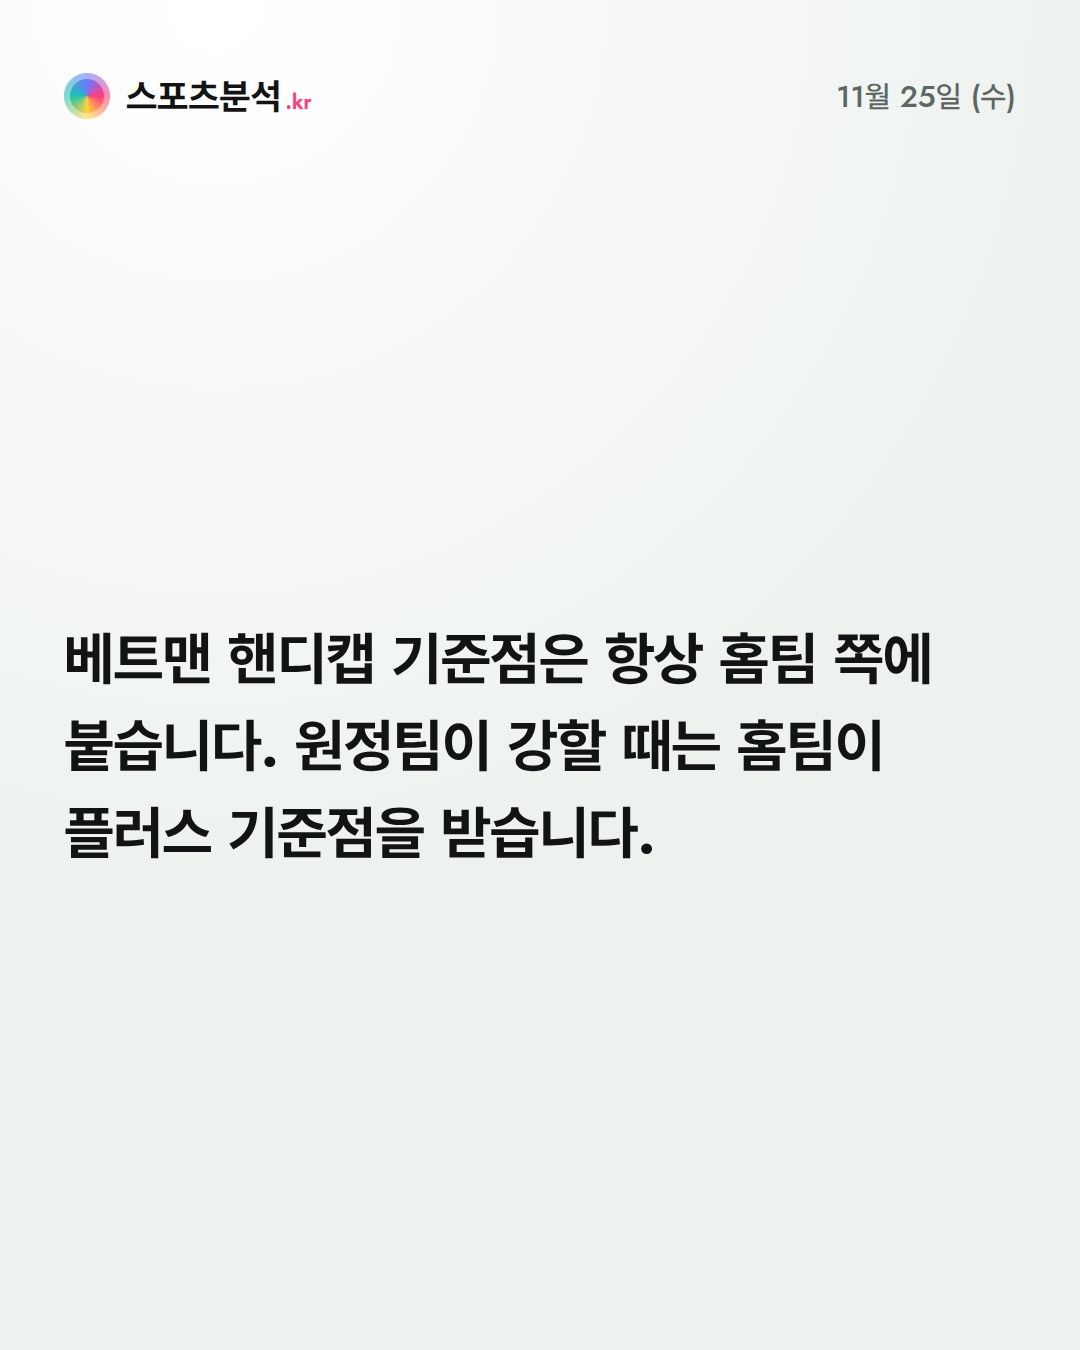 스포츠분석.kr
11월 25일 (수)
베트맨 핸디캡 기준점은 항상 홈팀 쪽에
붙습니다. 원정팀이 강할 때는 홈팀이
플러스 기준점을 받습니다.